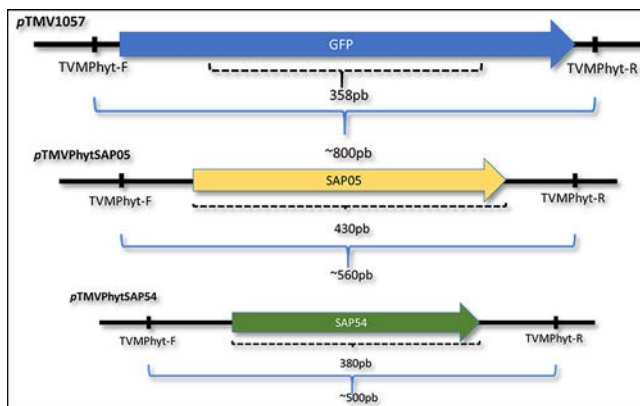 pTMV1057
GFP
TVMPhyt-F
TVMPhyt-R
358pb
~800pb
pTMVPhytSAP05
SAP05
TVMPhyt-F
TVMPhyt-R
430pb
~560pb
pTMVPhytSAP54
SAP54
TVMPhyt-F
TVMPhyt-R
380pb
~500pb